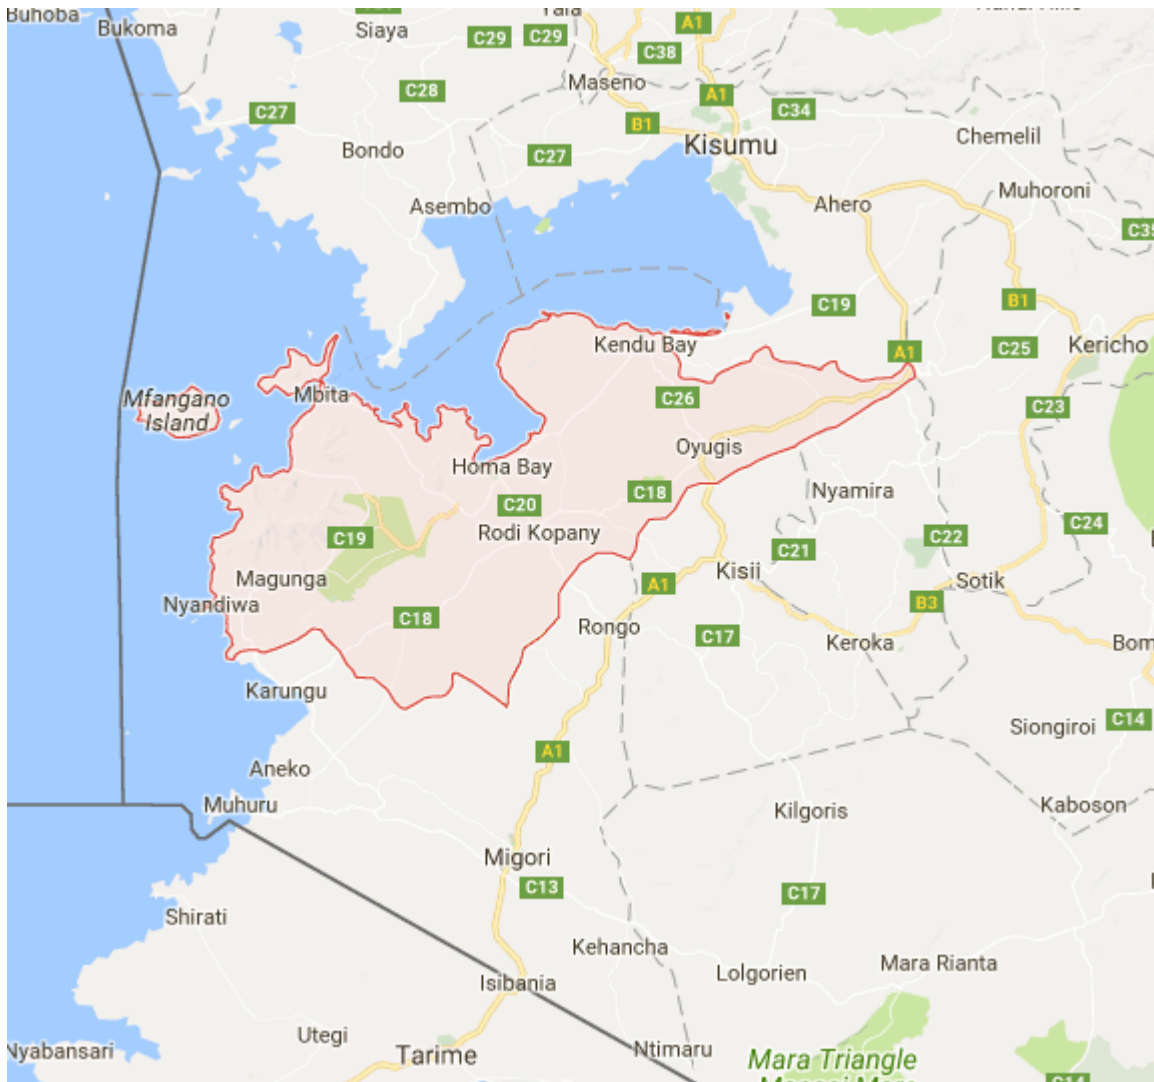 Buhoba
Bukoma
Siaya
C29
C29
A1
C38
Maseno
C28
C27
A1
C34
B1
Kisumu
Chemelil
Bondo
C27
Muhoroni
Asembo
Ahero
C19
B1
Kendu Bay
A1
C25
Kericho
Mfangano
Island
Mbita
C26
C23
Oyugis
Homa Bay
C18
Nyamira
C20
Rodi Kopany
C19
C24
C22
C21
Magunga
Kisii
Sotik
Nyandiwa
A1
B3
C18
Rongo
C17
Keroka
Karungu
C14
Siongiroi
A1
Aneko
Muhuru
Kilgoris
Kaboson
Migori
C13
C17
Shirati
Kehancha
Lolgorien
Mara Rianta
Isibania
Utegi
Nyabansari
Tarime
Ntimaru
Mara Triangle